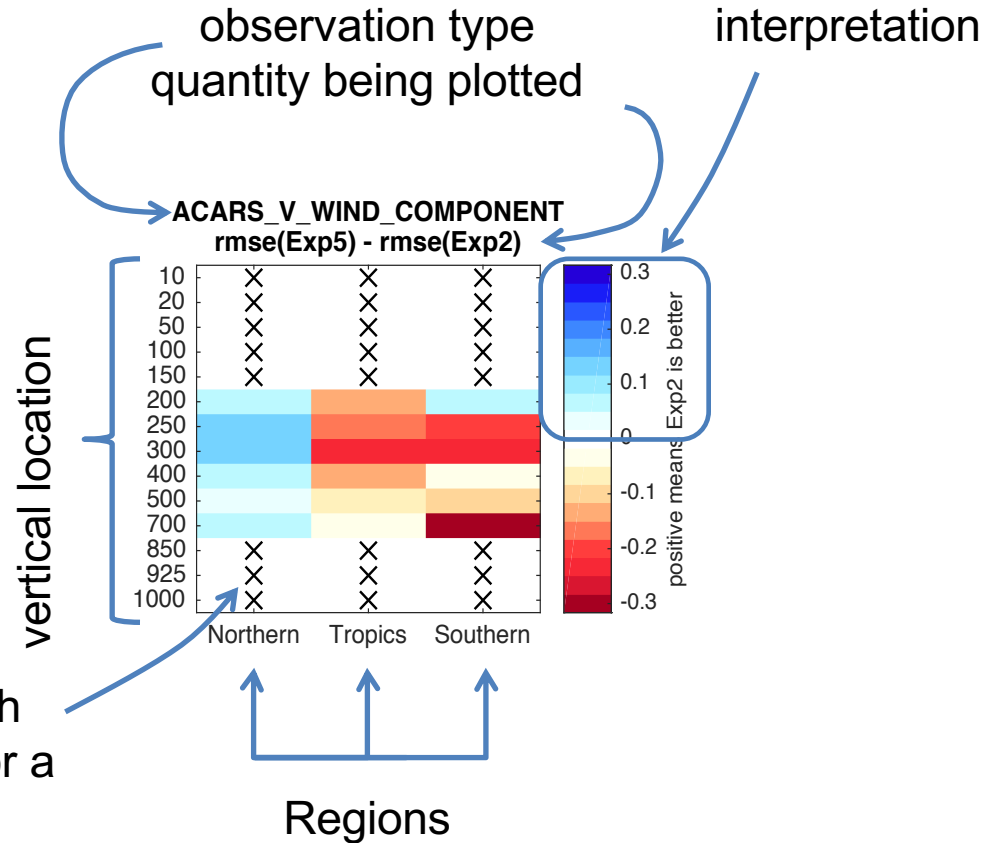 observation type
quantity being plotted
interpretation
ACARS_V_WIND_COMPONENT
rmse(Exp5) - rmse(Exp2)
vertical location
10
20
50
100
150
200
250
300
400
500
700
850
925
1000
Northern Tropics Southern
0.3
0.2
0.1
0
-0.1
-0.2
-0.3
positive means Exp2 is better
h
r a
Regions